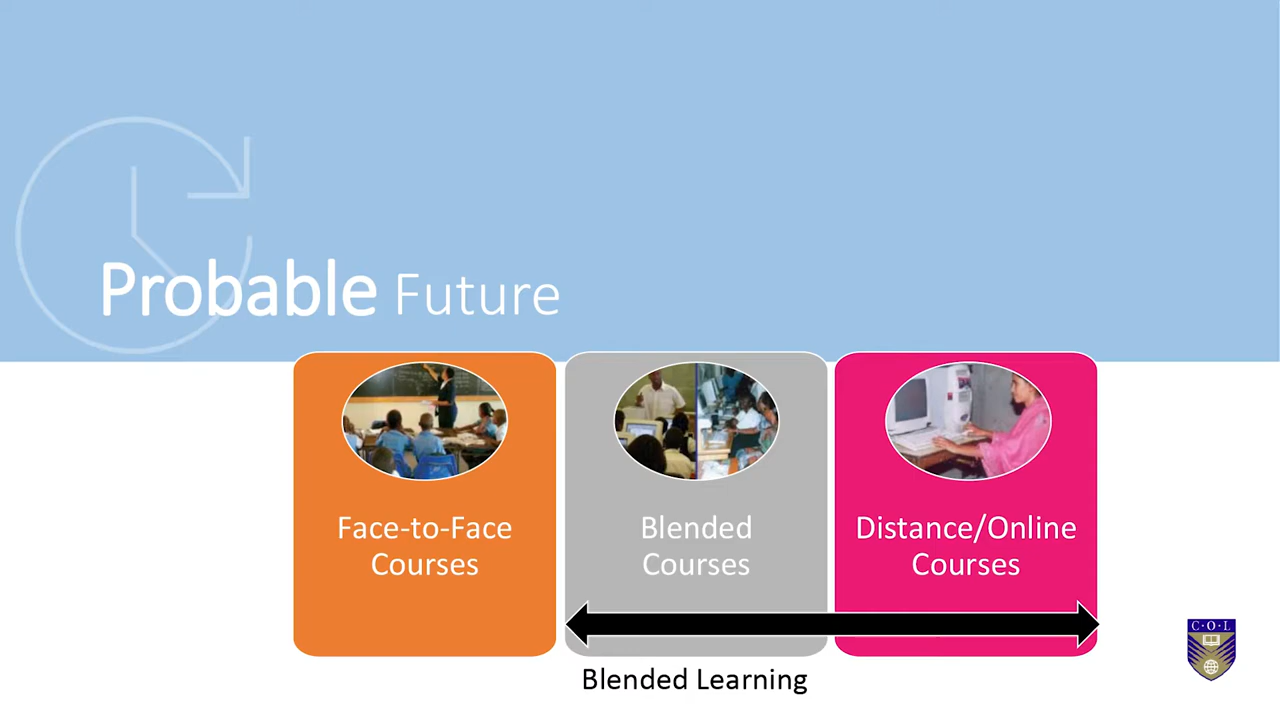 Probable Future
Face-to-Face
Courses
Blended
Courses
Distance/Online
Courses
Blended Learning
C·O·L